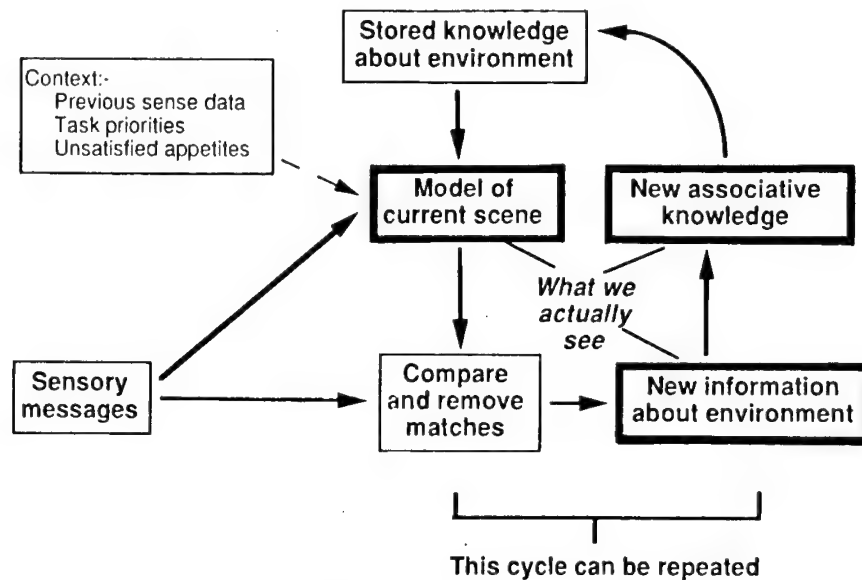 Stored knowledge
about environment
Context:-
Previous sense data
Task priorities
Unsatisfied appetites
Model of
current scene
New associative
knowledge
What we
actually
see
Sensory
messages
Compare
and remove
matches
New information
about environment
This cycle can be repeated